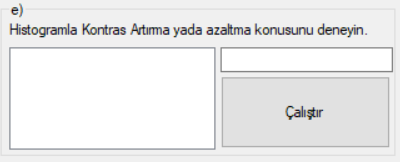 e)
Histogramla Kontras Artırma yada azaltma konusunu deneyin.
Çalıştır